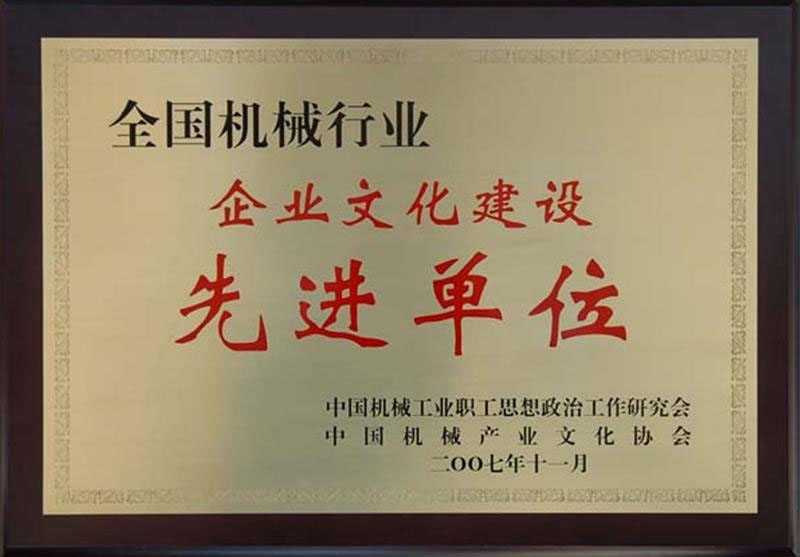 全国机械行业
企业文化建设
先进单位
中国机械工业职工思想政治工作研究会
中国机械产业文化协会
二〇〇七年十一月